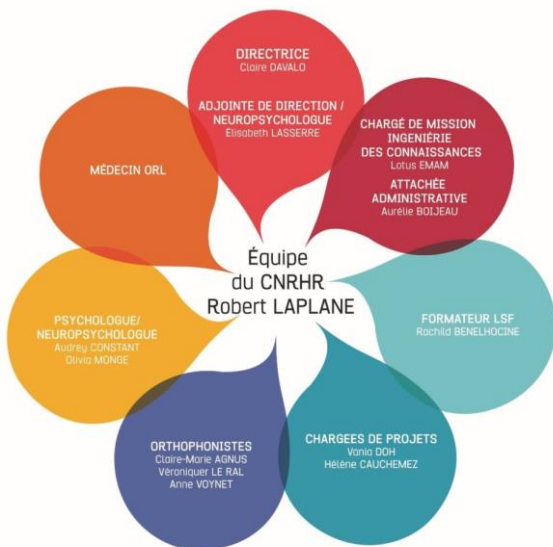 DIRECTRICE
Claire DAVALO
ADJOINTE DE DIRECTION /
NEUROPSYCHOLOGUE
Élisabeth LASSERRE
CHARGÉ DE MISSION
INGENIÉRIE
DES CONNAISSANCES
Lotus EMAM
ATTACHÉE
ADMINISTRATIVE
Aurélie BOIJEAU
MÉDECIN ORL
Équipe
du CNRHR
Robert LAPLANE
FORMATEUR LSF
Rachild BENELHOCINE
PSYCHOLOGUE/
NEUROPSYCHOLOGUE
Audrey CONSTANT
Olivia MONGE
ORTHOPHONISTES
Claire-Marie AGNUS
Véroniquer LE RAL
Anne VOYNET
CHARGEES DE PROJETS
Vania DOH
Hélène CAUCHEMEZ